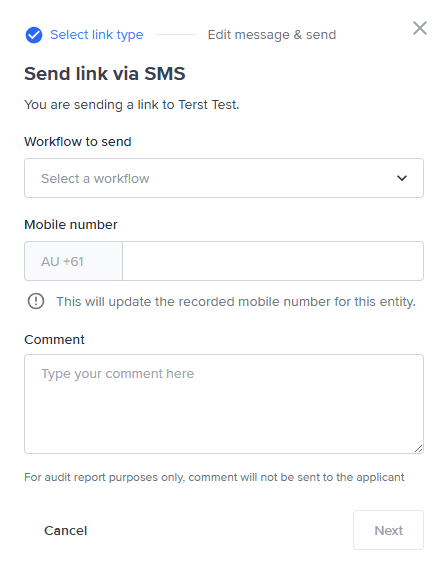 Select link type
Edit message & send
Send link via SMS
You are sending a link to Terst Test.
Workflow to send
Select a workflow
Mobile number
AU +61
This will update the recorded mobile number for this entity.
Comment
Type your comment here
For audit report purposes only, comment will not be sent to the applicant
Cancel
Next